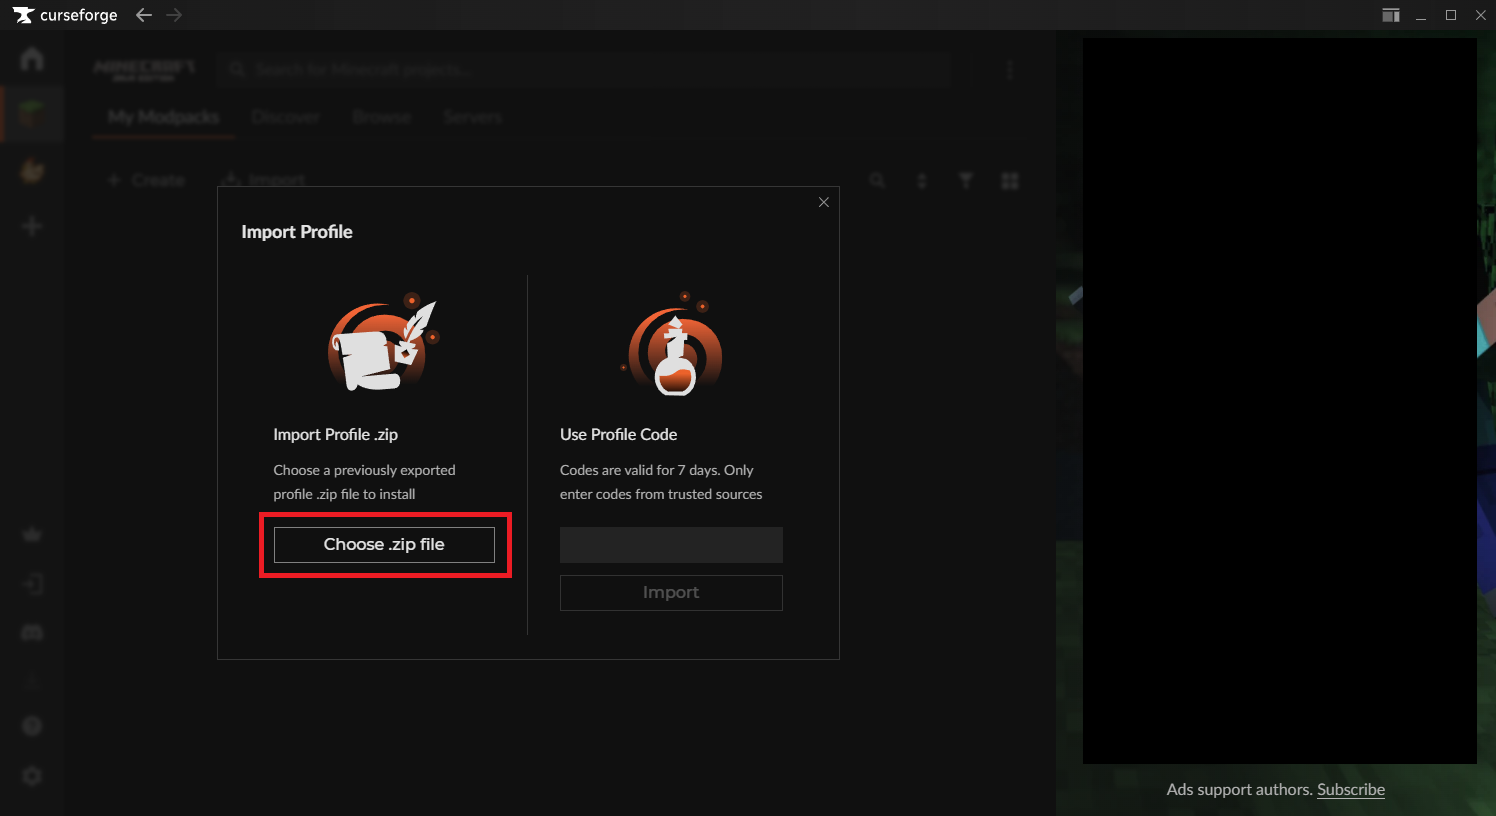 curseforge
MINECRAFT
Search for Minecraft projects...
My Modpacks Discover Browse Servers
Create Import
Import Profile
Import Profile .zip
Choose a previously exported
profile .zip file to install
Choose .zip file
Use Profile Code
Codes are valid for 7 days. Only
enter codes from trusted sources
Import
Ads support authors. Subscribe